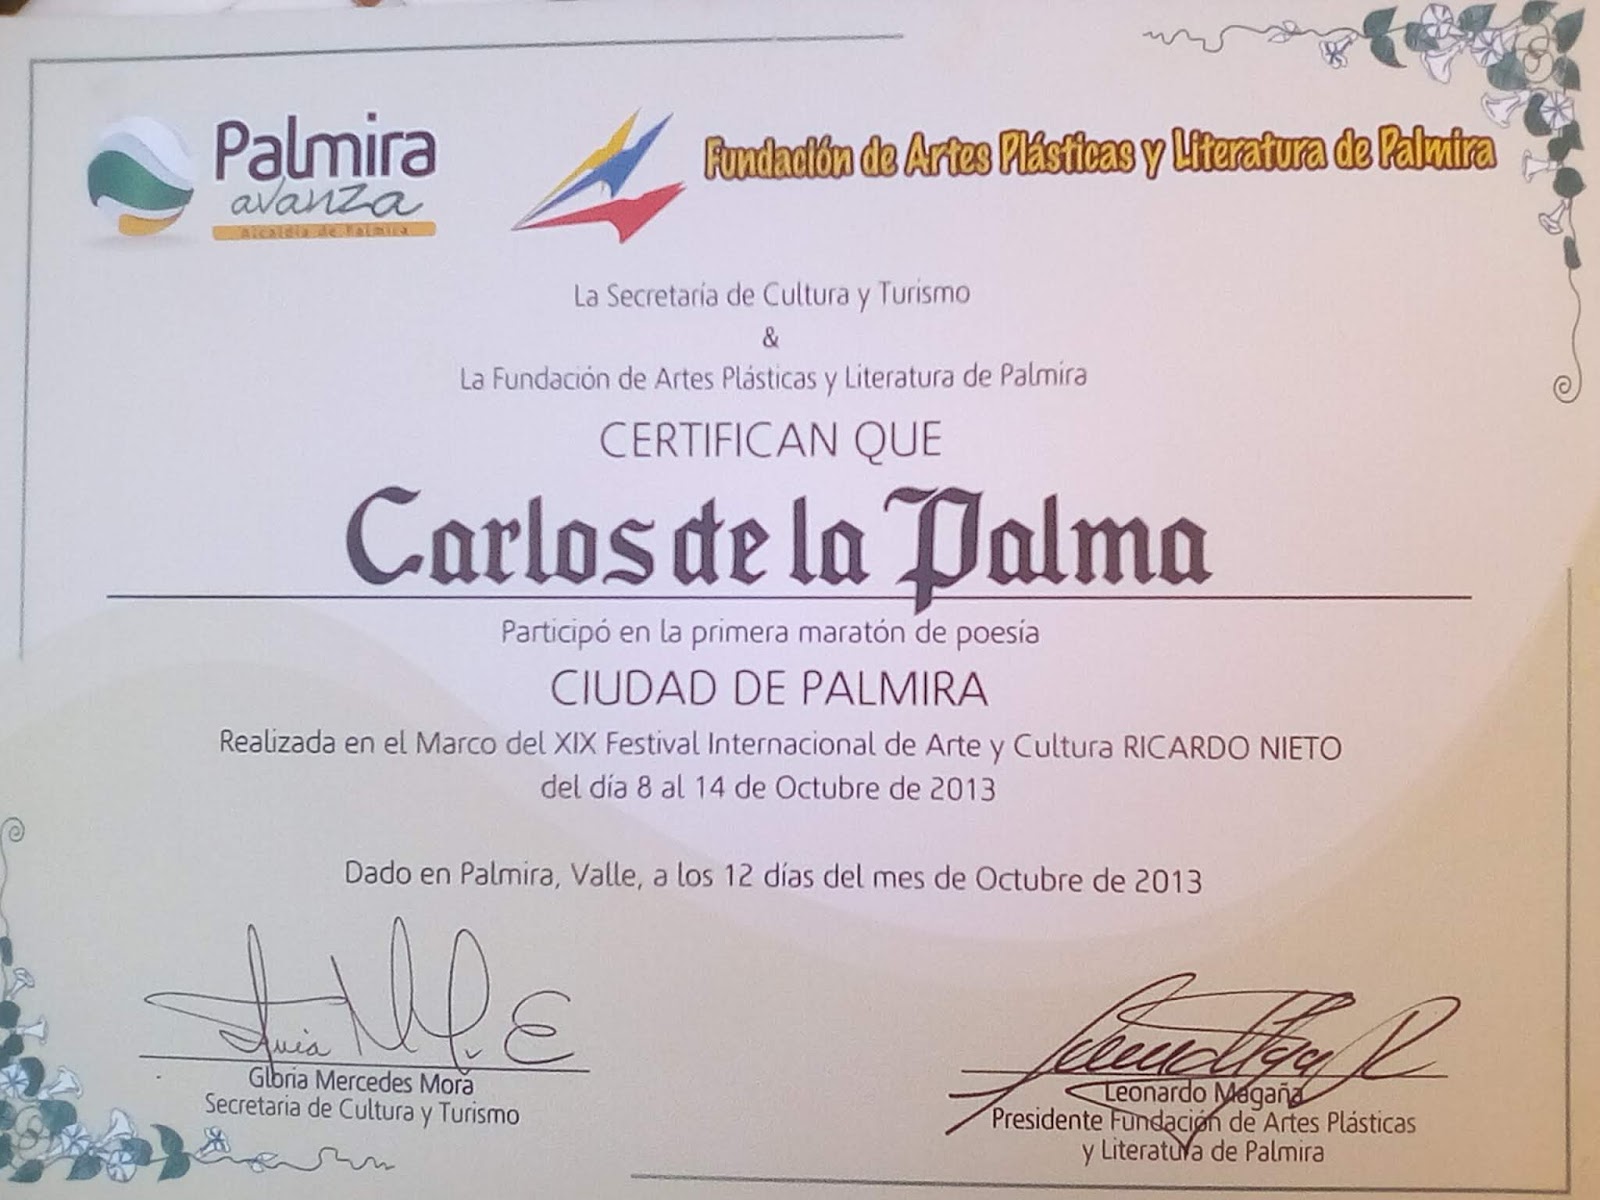 Palmira
avanza
Alcaldía de Palmira
Fundación de Artes Plásticas y Literatura de Palmira
La Secretaría de Cultura y Turismo
&
La Fundación de Artes Plásticas y Literatura de Palmira
CERTIFICAN QUE
Carlos de la Palma
Participó en la primera maratón de poesía
CIUDAD DE PALMIRA
Realizada en el Marco del XIX Festival Internacional de Arte y Cultura RICARDO NIETO
del día 8 al 14 de Octubre de 2013
Dado en Palmira, Valle, a los 12 días del mes de Octubre de 2013
Gloria Mercedes Mora
Secretaria de Cultura y Turismo
Leonardo Magaña
Presidente Fundación de Artes Plásticas
y Literatura de Palmira